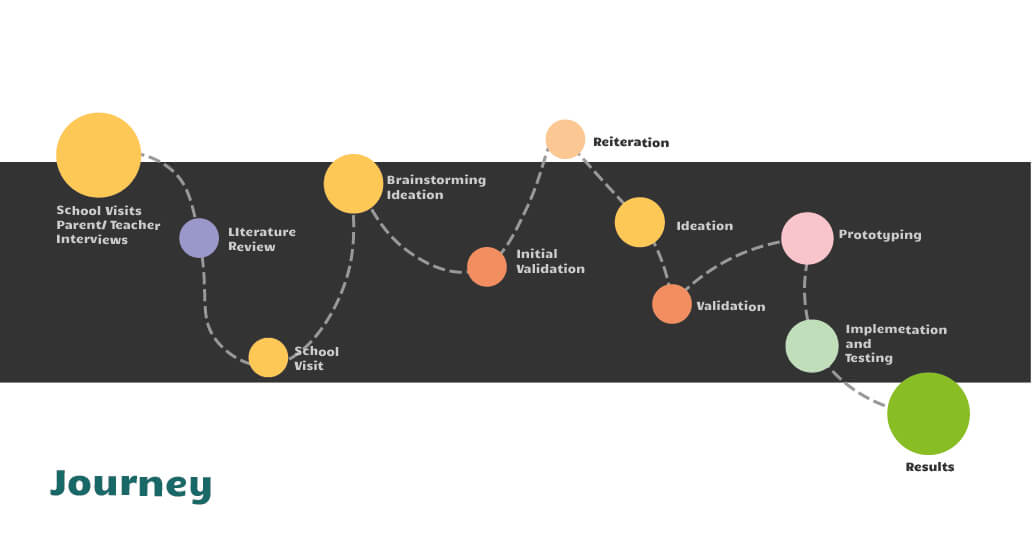 School Visits
Parent/ Teacher
Interviews
LIterature
Review
School
Visit
Brainstorming
Ideation
Initial
Validation
Reiteration
Ideation
Validation
Prototyping
Implemetation
and
Testing
Results
Journey